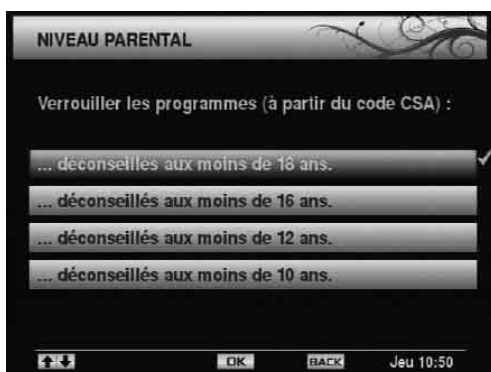 NIVEAU PARENTAL
Verrouiller les programmes (à partir du code CSA) :
... déconseillés aux moins de 18 ans.
... déconseillés aux moins de 16 ans.
... déconseillés aux moins de 12 ans.
... déconseillés aux moins de 10 ans.
OK BACK Jeu 10:50